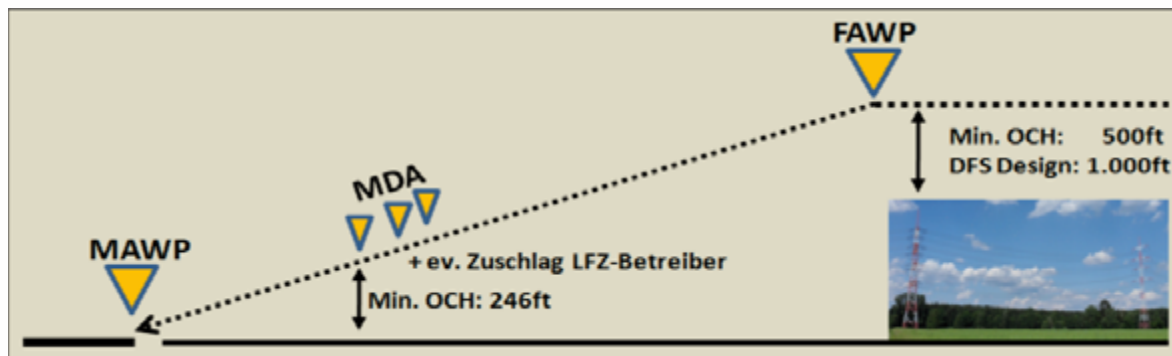 FAWP
Min. OCH: 500ft
DFS Design: 1.000ft
MDA
MAWP
+ ev. Zuschlag LFZ-Betreiber
Min. OCH: 246ft